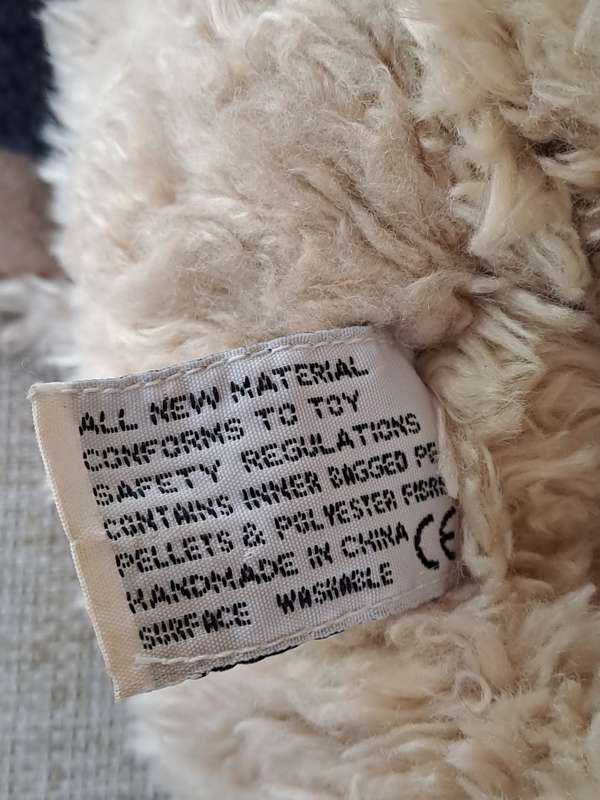 ALL NEW MATERIAL
CONFORMS TO TOY
SAFETY REGULATIONS
CONTAINS INNER BAGGED PE
PELLETS & POLYESTER FIBRE
HANDMADE IN CHINA CE
SURFACE WASHABLE